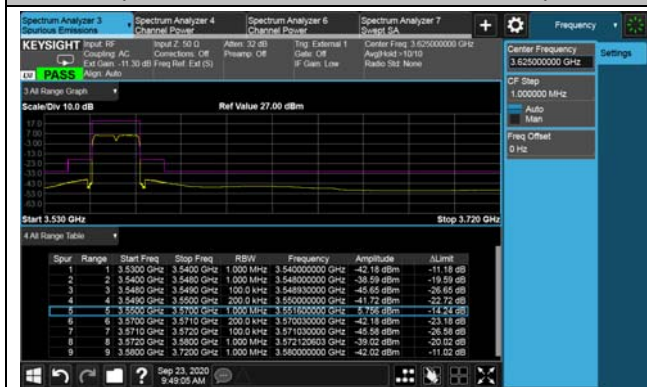 Spectrum Analyzer 3
Spurious Emissions
Spectrum Analyzer 4
Channel Power
Spectrum Analyzer 6
Channel Power
Spectrum Analyzer 7
Swept SA
Frequency
KEYSIGHT Input: RF
Coupling: AC
Ext Gain: -11.30 dB
Align: Auto
Input Z: 50 Ω
Corrections: Off
Freq Ref: Ext (S)
Atten: 32 dB
Preamp: Off
Trig: External 1
Gate: Off
IF Gain: Low
Center Freq: 3.625000000 GHz
Avg|Hold:>10/10
Radio Std: None
LXI PASS
Center Frequency
3.625000000 GHz
Settings
CF Step
1.000000 MHz
Auto
Man
Freq Offset
0 Hz
3 All Range Graph
Scale/Div 10.0 dB
Ref Value 27.00 dBm
17.0
7.00
-3.00
-13.0
-23.0
-33.0
-43.0
-53.0
-63.0
Start 3.530 GHz
Stop 3.720 GHz
4 All Range Table
Spur Range Start Freq Stop Freq RBW Frequency Amplitude ΔLimit
1 1 3.5300 GHz 3.5400 GHz 1.000 MHz 3.540000000 GHz -42.18 dBm -11.18 dB
2 2 3.5400 GHz 3.5480 GHz 1.000 MHz 3.548000000 GHz -38.59 dBm -19.59 dB
3 3 3.5480 GHz 3.5490 GHz 100.0 kHz 3.548930000 GHz -45.65 dBm -26.65 dB
4 4 3.5490 GHz 3.5500 GHz 200.0 kHz 3.550000000 GHz -41.72 dBm -22.72 dB
5 5 3.5500 GHz 3.5700 GHz 1.000 MHz 3.551600000 GHz 5.756 dBm -14.24 dB
6 6 3.5700 GHz 3.5710 GHz 200.0 kHz 3.570030000 GHz -42.18 dBm -23.18 dB
7 7 3.5710 GHz 3.5720 GHz 100.0 kHz 3.571030000 GHz -45.58 dBm -26.58 dB
8 8 3.5720 GHz 3.5800 GHz 1.000 MHz 3.572120603 GHz -39.02 dBm -20.02 dB
9 9 3.5800 GHz 3.7200 GHz 1.000 MHz 3.580000000 GHz -42.02 dBm -11.02 dB
Sep 23, 2020
9:49:05 AM